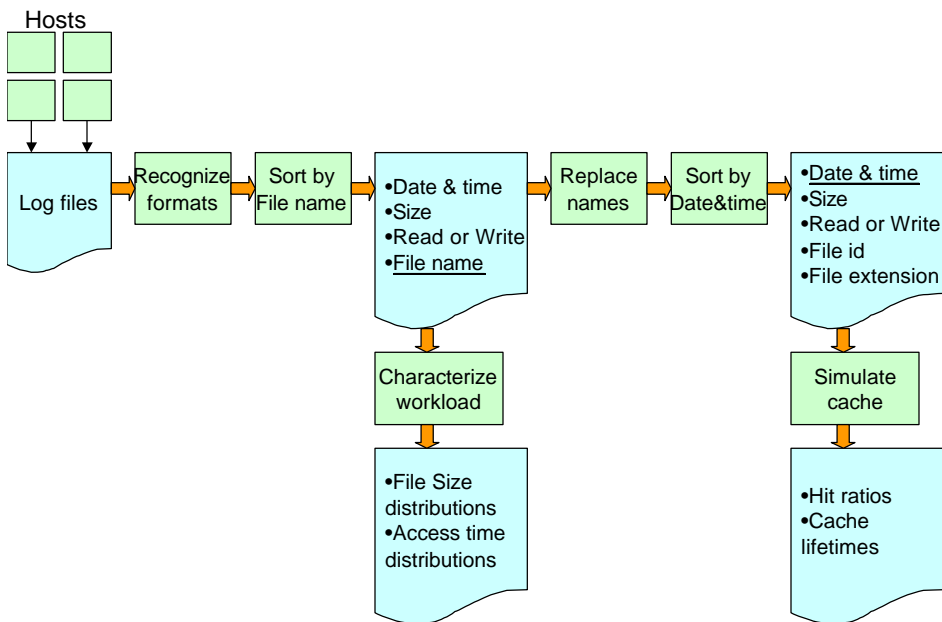 Hosts
Log files
Recognize
formats
Sort by
File name
•Date & time
•Size
•Read or Write
•File name
Replace
names
Sort by
Date&time
•Date & time
•Size
•Read or Write
•File id
•File extension
Characterize
workload
Simulate
cache
•File Size
distributions
•Access time
distributions
•Hit ratios
•Cache
lifetimes